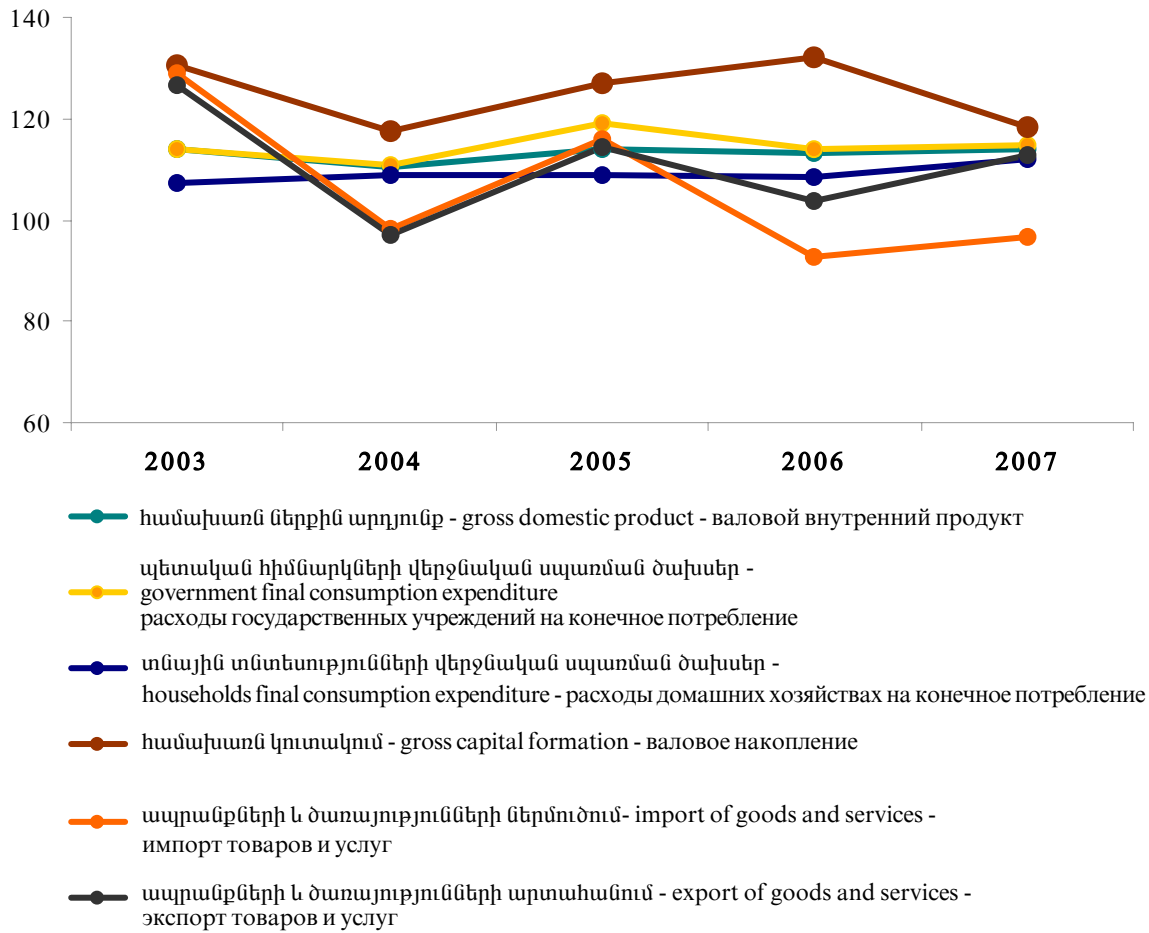 140
120
100
80
60
2003 2004 2005 2006 2007
համախառն ներքին արդյունք - gross domestic product - валовой внутренний продукт
պետական հիմնարկների վերջնական սպառման ծախսեր -
government final consumption expenditure
расходы государственных учреждений на конечное потребление
տնային տնտեսությունների վերջնական սպառման ծախսեր -
households final consumption expenditure - расходы домашних хозяйствах на конечное потребление
համախառն կուտակում - gross capital formation - валовое накопление
ապրանքների և ծառայությունների ներմուծում- import of goods and services -
импорт товаров и услуг
ապրանքների և ծառայությունների արտահանում - export of goods and services -
экспорт товаров и услуг